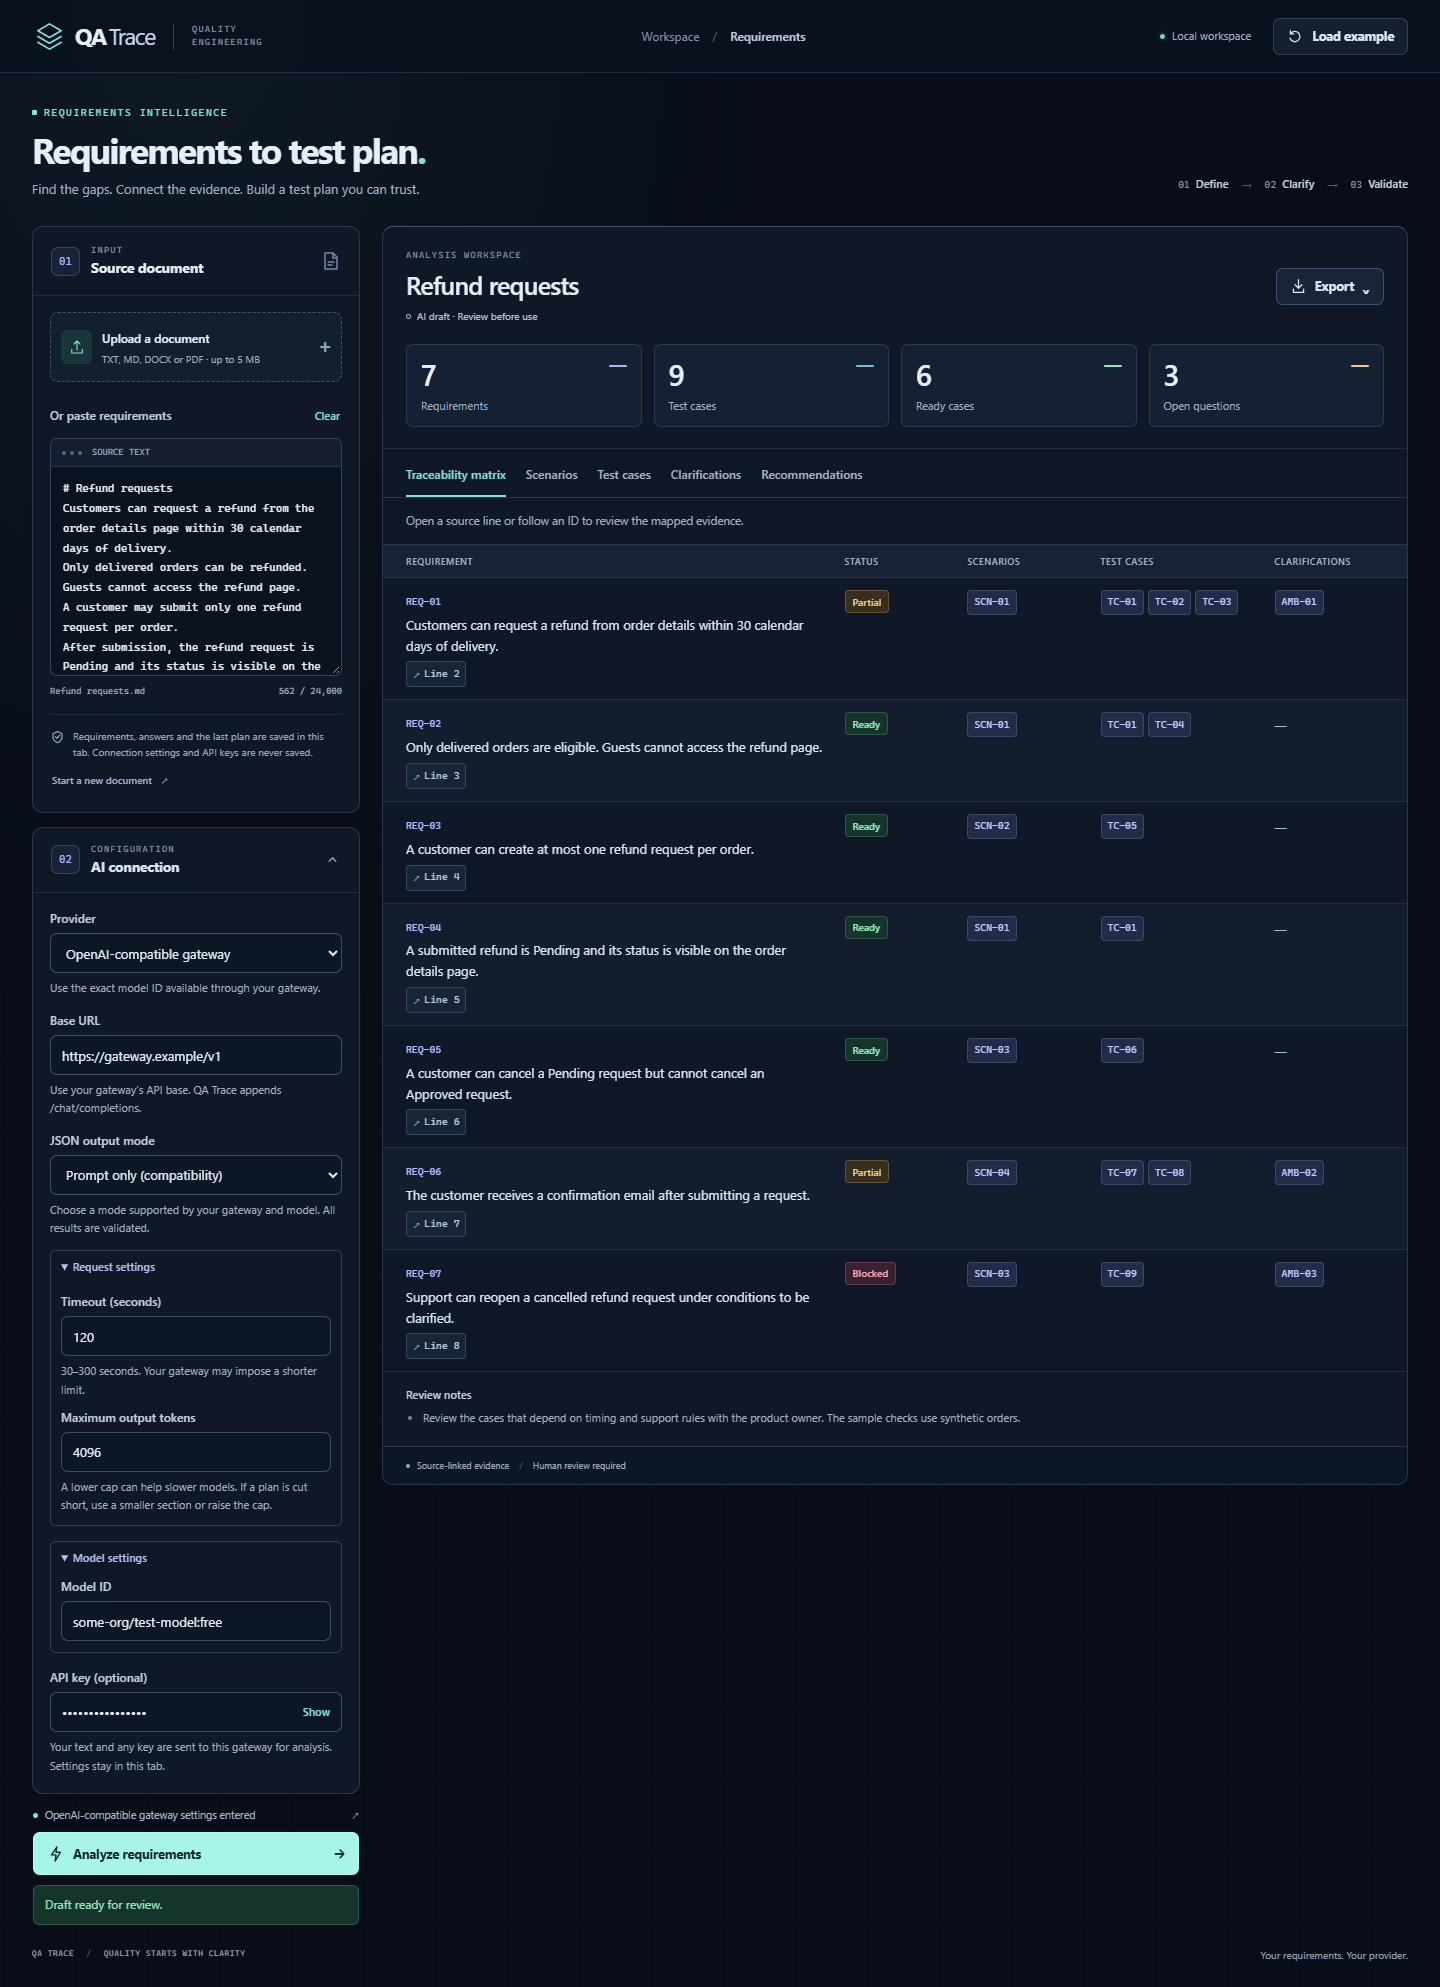 QA Trace
QUALITY
ENGINEERING
Workspace / Requirements
Local workspace
Load example
REQUIREMENTS INTELLIGENCE
Requirements to test plan.
Find the gaps. Connect the evidence. Build a test plan you can trust.
01 Define → 02 Clarify → 03 Validate
01
INPUT
Source document
Upload a document
TXT, MD, DOCX or PDF · up to 5 MB
+
Or paste requirements
Clear
SOURCE TEXT
# Refund requests
Customers can request a refund from the
order details page within 30 calendar
days of delivery.
Only delivered orders can be refunded.
Guests cannot access the refund page.
A customer may submit only one refund
request per order.
After submission, the refund request is
Pending and its status is visible on the
Refund requests.md
562 / 24,000
Requirements, answers and the last plan are saved in this
tab. Connection settings and API keys are never saved.
Start a new document ↗
02
CONFIGURATION
AI connection
Provider
OpenAI-compatible gateway
Use the exact model ID available through your gateway.
Base URL
https://gateway.example/v1
Use your gateway's API base. QA Trace appends
/chat/completions.
JSON output mode
Prompt only (compatibility)
Choose a mode supported by your gateway and model. All
results are validated.
▼ Request settings
Timeout (seconds)
120
30–300 seconds. Your gateway may impose a shorter
limit.
Maximum output tokens
4096
A lower cap can help slower models. If a plan is cut
short, use a smaller section or raise the cap.
▼ Model settings
Model ID
some-org/test-model:free
API key (optional)
••••••••••••••••
Show
Your text and any key are sent to this gateway for analysis.
Settings stay in this tab.
OpenAI-compatible gateway settings entered ↗
Analyze requirements →
Draft ready for review.
ANALYSIS WORKSPACE
Refund requests
AI draft · Review before use
Export
7
Requirements
9
Test cases
6
Ready cases
3
Open questions
Traceability matrix
Scenarios
Test cases
Clarifications
Recommendations
Open a source line or follow an ID to review the mapped evidence.
REQUIREMENT STATUS SCENARIOS TEST CASES CLARIFICATIONS
REQ-01 Partial SCN-01 TC-01 TC-02 TC-03 AMB-01
Customers can request a refund from order details within 30 calendar
days of delivery.
↗ Line 2
REQ-02 Ready SCN-01 TC-01 TC-04 —
Only delivered orders are eligible. Guests cannot access the refund page.
↗ Line 3
REQ-03 Ready SCN-02 TC-05 —
A customer can create at most one refund request per order.
↗ Line 4
REQ-04 Ready SCN-01 TC-01 —
A submitted refund is Pending and its status is visible on the order
details page.
↗ Line 5
REQ-05 Ready SCN-03 TC-06 —
A customer can cancel a Pending request but cannot cancel an
Approved request.
↗ Line 6
REQ-06 Partial SCN-04 TC-07 TC-08 AMB-02
The customer receives a confirmation email after submitting a request.
↗ Line 7
REQ-07 Blocked SCN-03 TC-09 AMB-03
Support can reopen a cancelled refund request under conditions to be
clarified.
↗ Line 8
Review notes
Review the cases that depend on timing and support rules with the product owner. The sample checks use synthetic orders.
Source-linked evidence / Human review required
QA TRACE / QUALITY STARTS WITH CLARITY
Your requirements. Your provider.